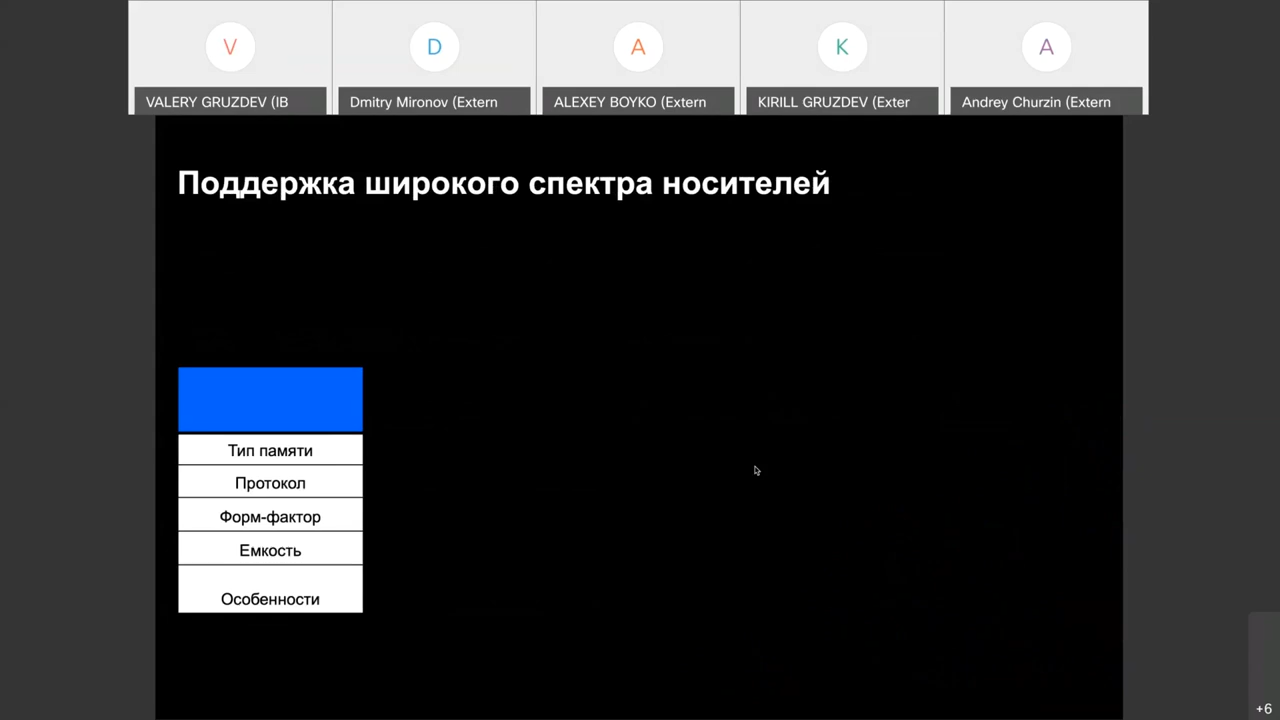 V
D
A
K
A
VALERY GRUZDEV (IB
Dmitry Mironov (Extern
ALEXEY BOYKO (Extern
KIRILL GRUZDEV (Exter
Andrey Churzin (Extern
Поддержка широкого спектра носителей
Тип памяти
Протокол
Форм-фактор
Емкость
Особенности
+6